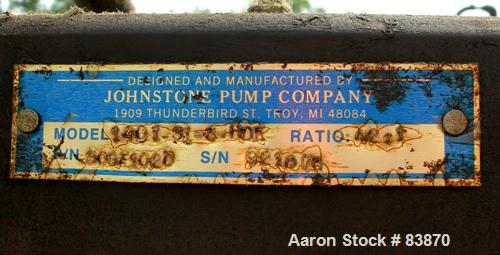 DESIGNED AND MANUFACTURED BY
JOHNSTONE PUMP COMPANY
1909 THUNDERBIRD ST. TROY, MI 48084
MODEL RATIO:
P/N S/N
Aaron Stock # 83870